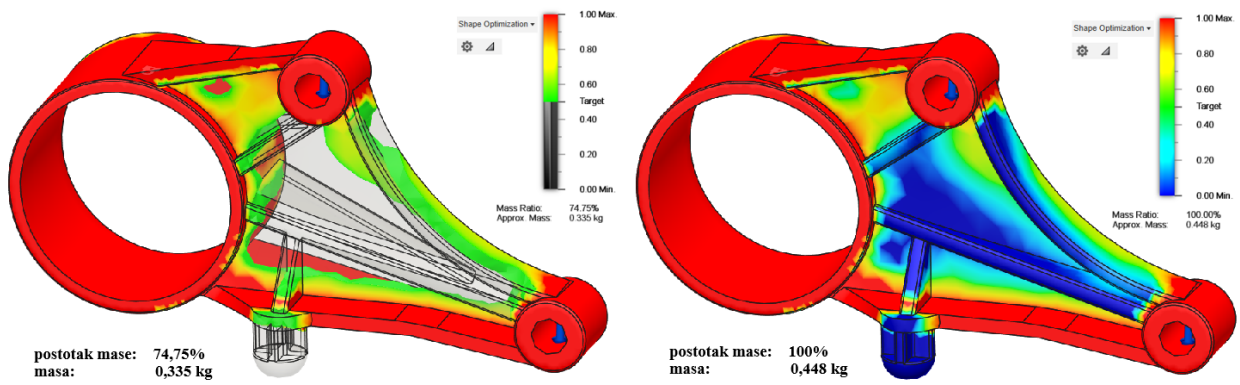 Shape Optimization ▾
1.00 Max.
0.80
0.60
Target
0.40
0.20
0.00 Min.
Mass Ratio: 74.75%
Approx. Mass: 0.335 kg
postotak mase: 74,75%
masa: 0,335 kg
Shape Optimization ▾
1.00 Max.
0.80
0.60
Target
0.40
0.20
0.00 Min.
Mass Ratio: 100.00%
Approx. Mass: 0.448 kg
postotak mase: 100%
masa: 0,448 kg